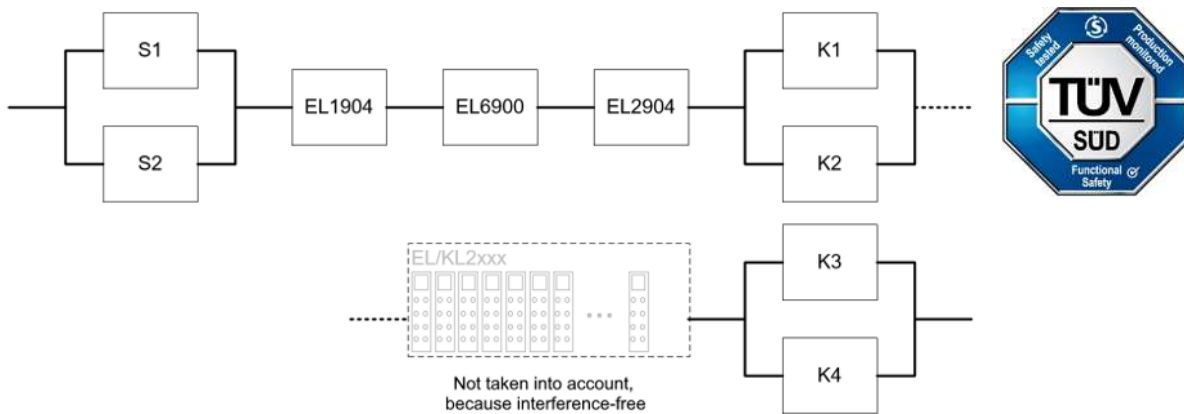 S1
S2
EL1904
EL6900
EL2904
K1
K2
Safety tested
S
Production monitored
TÜV
SÜD
Functional
Safety
EL/KL2xxx
K3
K4
Not taken into account,
because interference-free